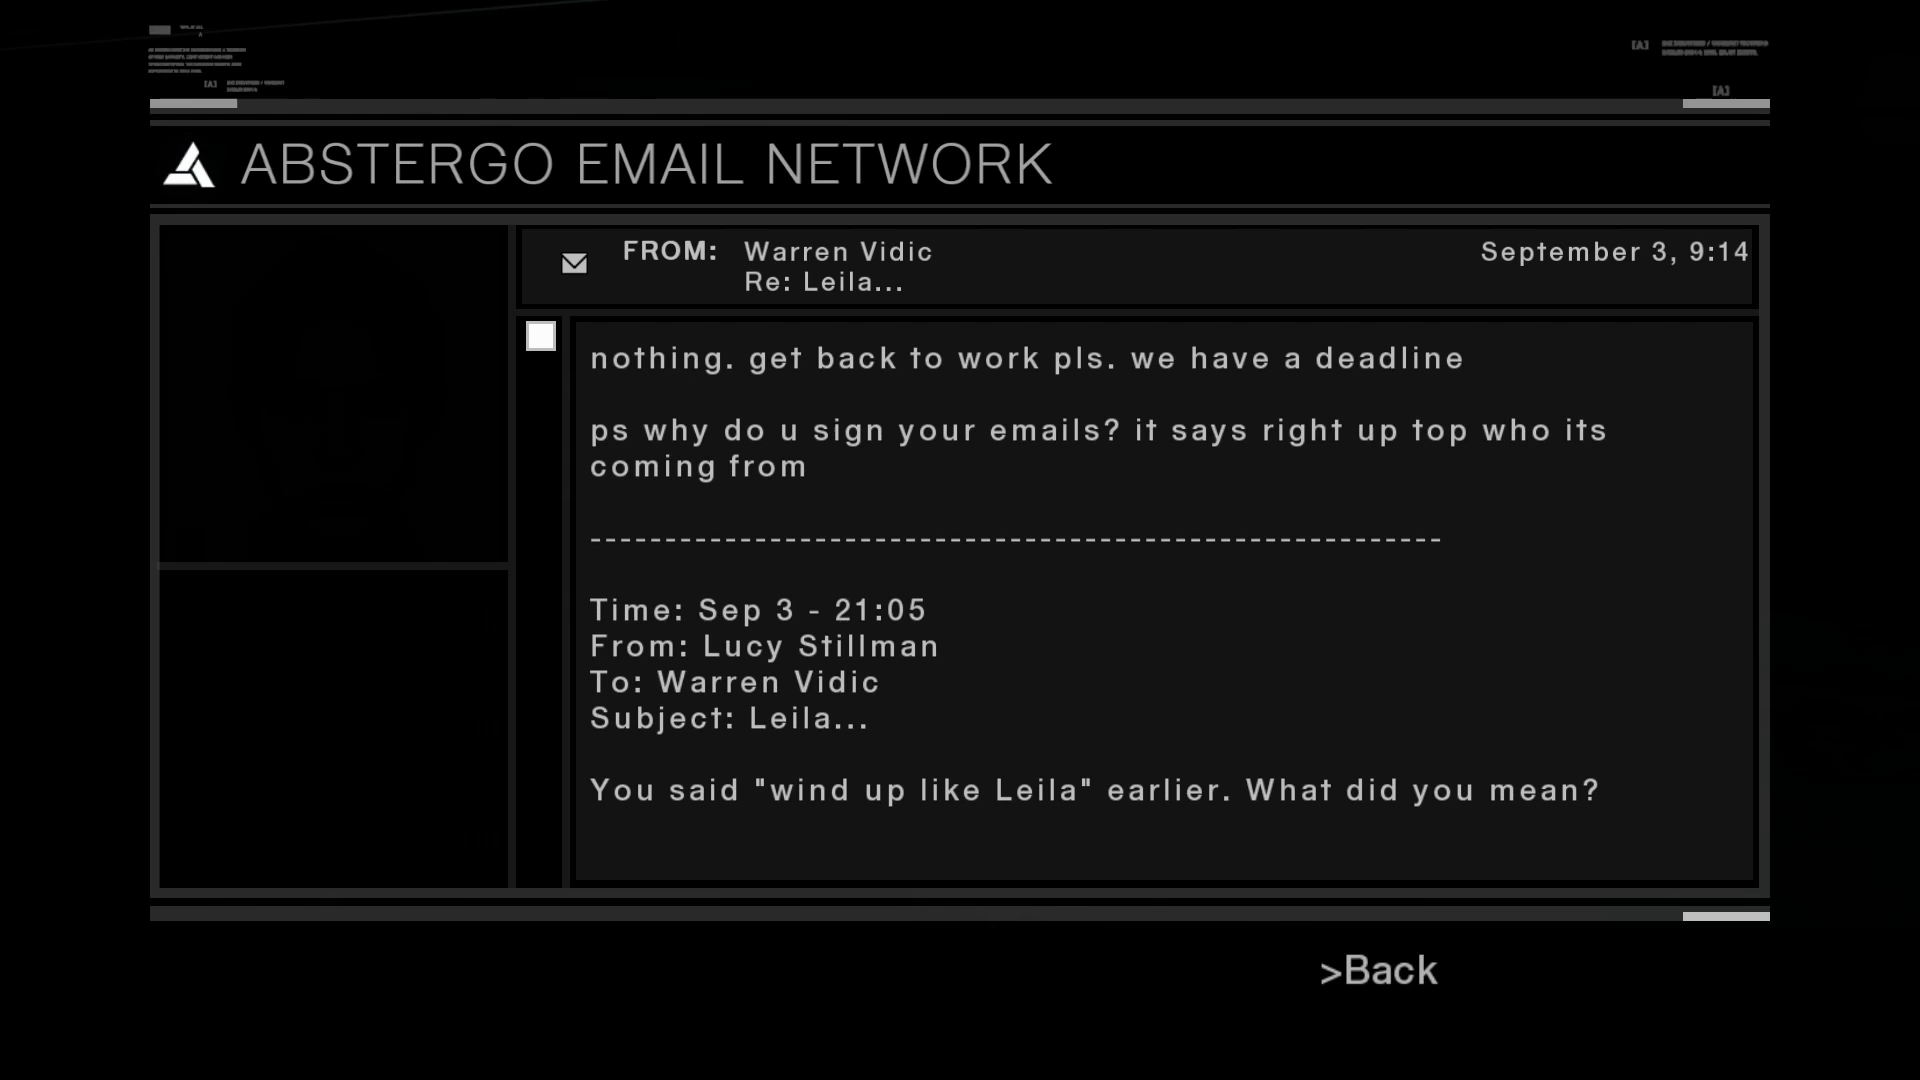 [A]
[A]
[A]
ABSTERGO EMAIL NETWORK
FROM: Warren Vidic
September 3, 9:14
Re: Leila...
nothing. get back to work pls. we have a deadline
ps why do u sign your emails? it says right up top who its
coming from
---------------------------------------------------------
Time: Sep 3 - 21:05
From: Lucy Stillman
To: Warren Vidic
Subject: Leila...
You said "wind up like Leila" earlier. What did you mean?
>Back